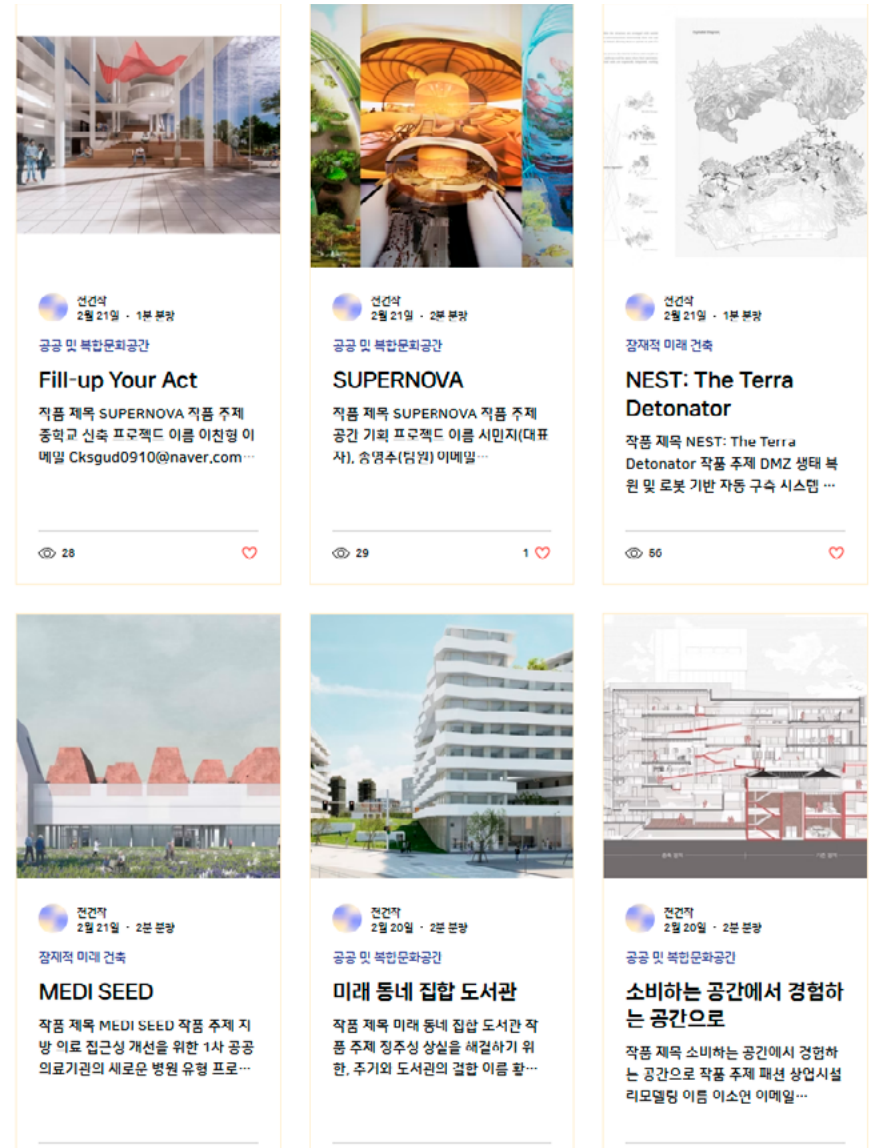 전건작
2월 21일 · 1분 분량
공공 및 복합문화공간
Fill-up Your Act
작품 제목 SUPERNOVA 작품 주제
중학교 신축 프로젝트 이름 이찬형 이
메일 Cksgud0910@naver,com…
28
전건작
2월 21일 · 2분 분량
공공 및 복합문화공간
SUPERNOVA
작품 제목 SUPERNOVA 작품 주제
공간 기획 프로젝트 이름 서민지(대표
자), 송명주(팀원) 이메일…
29
1
전건작
2월 21일 · 1분 분량
잠재적 미래 건축
NEST: The Terra
Detonator
작품 제목 NEST: The Terra
Detonator 작품 주제 DMZ 생태 복
원 및 로봇 기반 자동 구축 시스템 …
56
전건작
2월 21일 · 2분 분량
잠재적 미래 건축
MEDI SEED
작품 제목 MEDI SEED 작품 주제 지
방 의료 접근성 개선을 위한 1차 공공
의료기관의 새로운 병원 유형 프로…
전건작
2월 20일 · 2분 분량
공공 및 복합문화공간
미래 동네 집합 도서관
작품 제목 미래 동네 집합 도서관 작
품 주제 정주성 상실을 해결하기 위
한, 주거와 도서관의 결합 이름 황…
전건작
2월 20일 · 2분 분량
공공 및 복합문화공간
소비하는 공간에서 경험하
는 공간으로
작품 제목 소비하는 공간에서 경험하
는 공간으로 작품 주제 패션 상업시설
리모델링 이름 이소연 이메일…